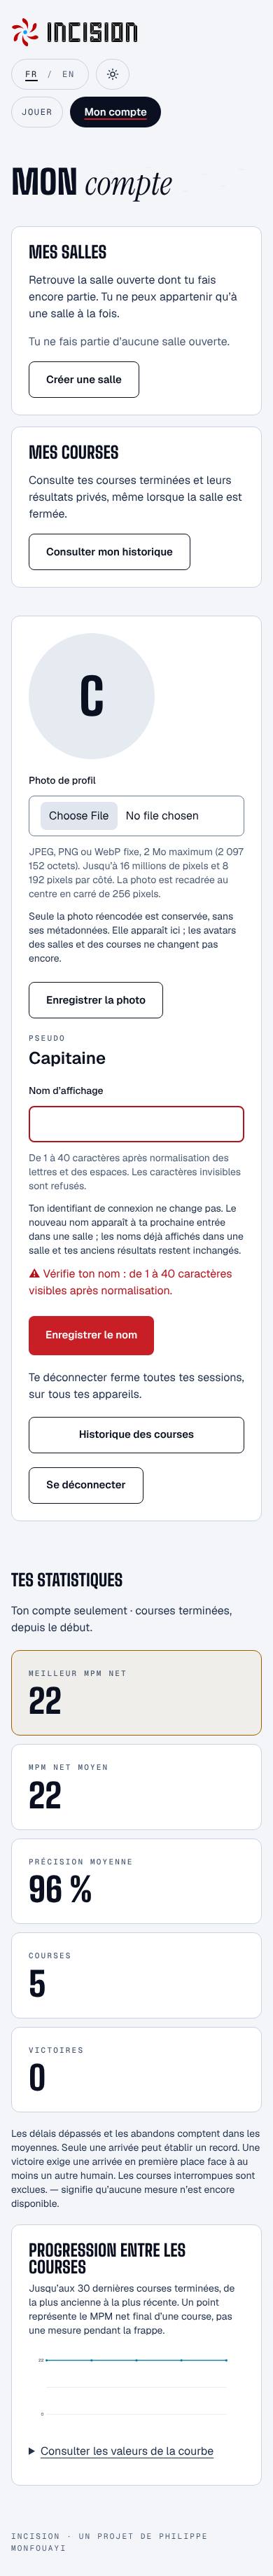 INCISION
FR / EN
JOUER
Mon compte
MON compte
MES SALLES
Retrouve la salle ouverte dont tu fais
encore partie. Tu ne peux appartenir qu’à
une salle à la fois.
Tu ne fais partie d’aucune salle ouverte.
Créer une salle
MES COURSES
Consulte tes courses terminées et leurs
résultats privés, même lorsque la salle est
fermée.
Consulter mon historique
C
Photo de profil
Choose File No file chosen
JPEG, PNG ou WebP fixe, 2 Mo maximum (2 097
152 octets). Jusqu’à 16 millions de pixels et 8
192 pixels par côté. La photo est recadrée au
centre en carré de 256 pixels.
Seule la photo réencodée est conservée, sans
ses métadonnées. Elle apparaît ici ; les avatars
des salles et des courses ne changent pas
encore.
Enregistrer la photo
PSEUDO
Capitaine
Nom d’affichage
De 1 à 40 caractères après normalisation des
lettres et des espaces. Les caractères invisibles
sont refusés.
Ton identifiant de connexion ne change pas. Le
nouveau nom apparaît à ta prochaine entrée
dans une salle ; les noms déjà affichés dans une
salle et tes anciens résultats restent inchangés.
⚠ Vérifie ton nom : de 1 à 40 caractères
visibles après normalisation.
Enregistrer le nom
Te déconnecter ferme toutes tes sessions,
sur tous tes appareils.
Historique des courses
Se déconnecter
TES STATISTIQUES
Ton compte seulement · courses terminées,
depuis le début.
MEILLEUR MPM NET
22
MPM NET MOYEN
22
PRÉCISION MOYENNE
96 %
COURSES
5
VICTOIRES
0
Les délais dépassés et les abandons comptent dans les
moyennes. Seule une arrivée peut établir un record. Une
victoire exige une arrivée en première place face à au
moins un autre humain. Les courses interrompues sont
exclues. — signifie qu’aucune mesure n’est encore
disponible.
PROGRESSION ENTRE LES
COURSES
Jusqu’aux 30 dernières courses terminées, de
la plus ancienne à la plus récente. Un point
représente le MPM net final d’une course, pas
une mesure pendant la frappe.
22
0
▶ Consulter les valeurs de la courbe
INCISION · UN PROJET DE PHILIPPE
MONFOUAYI